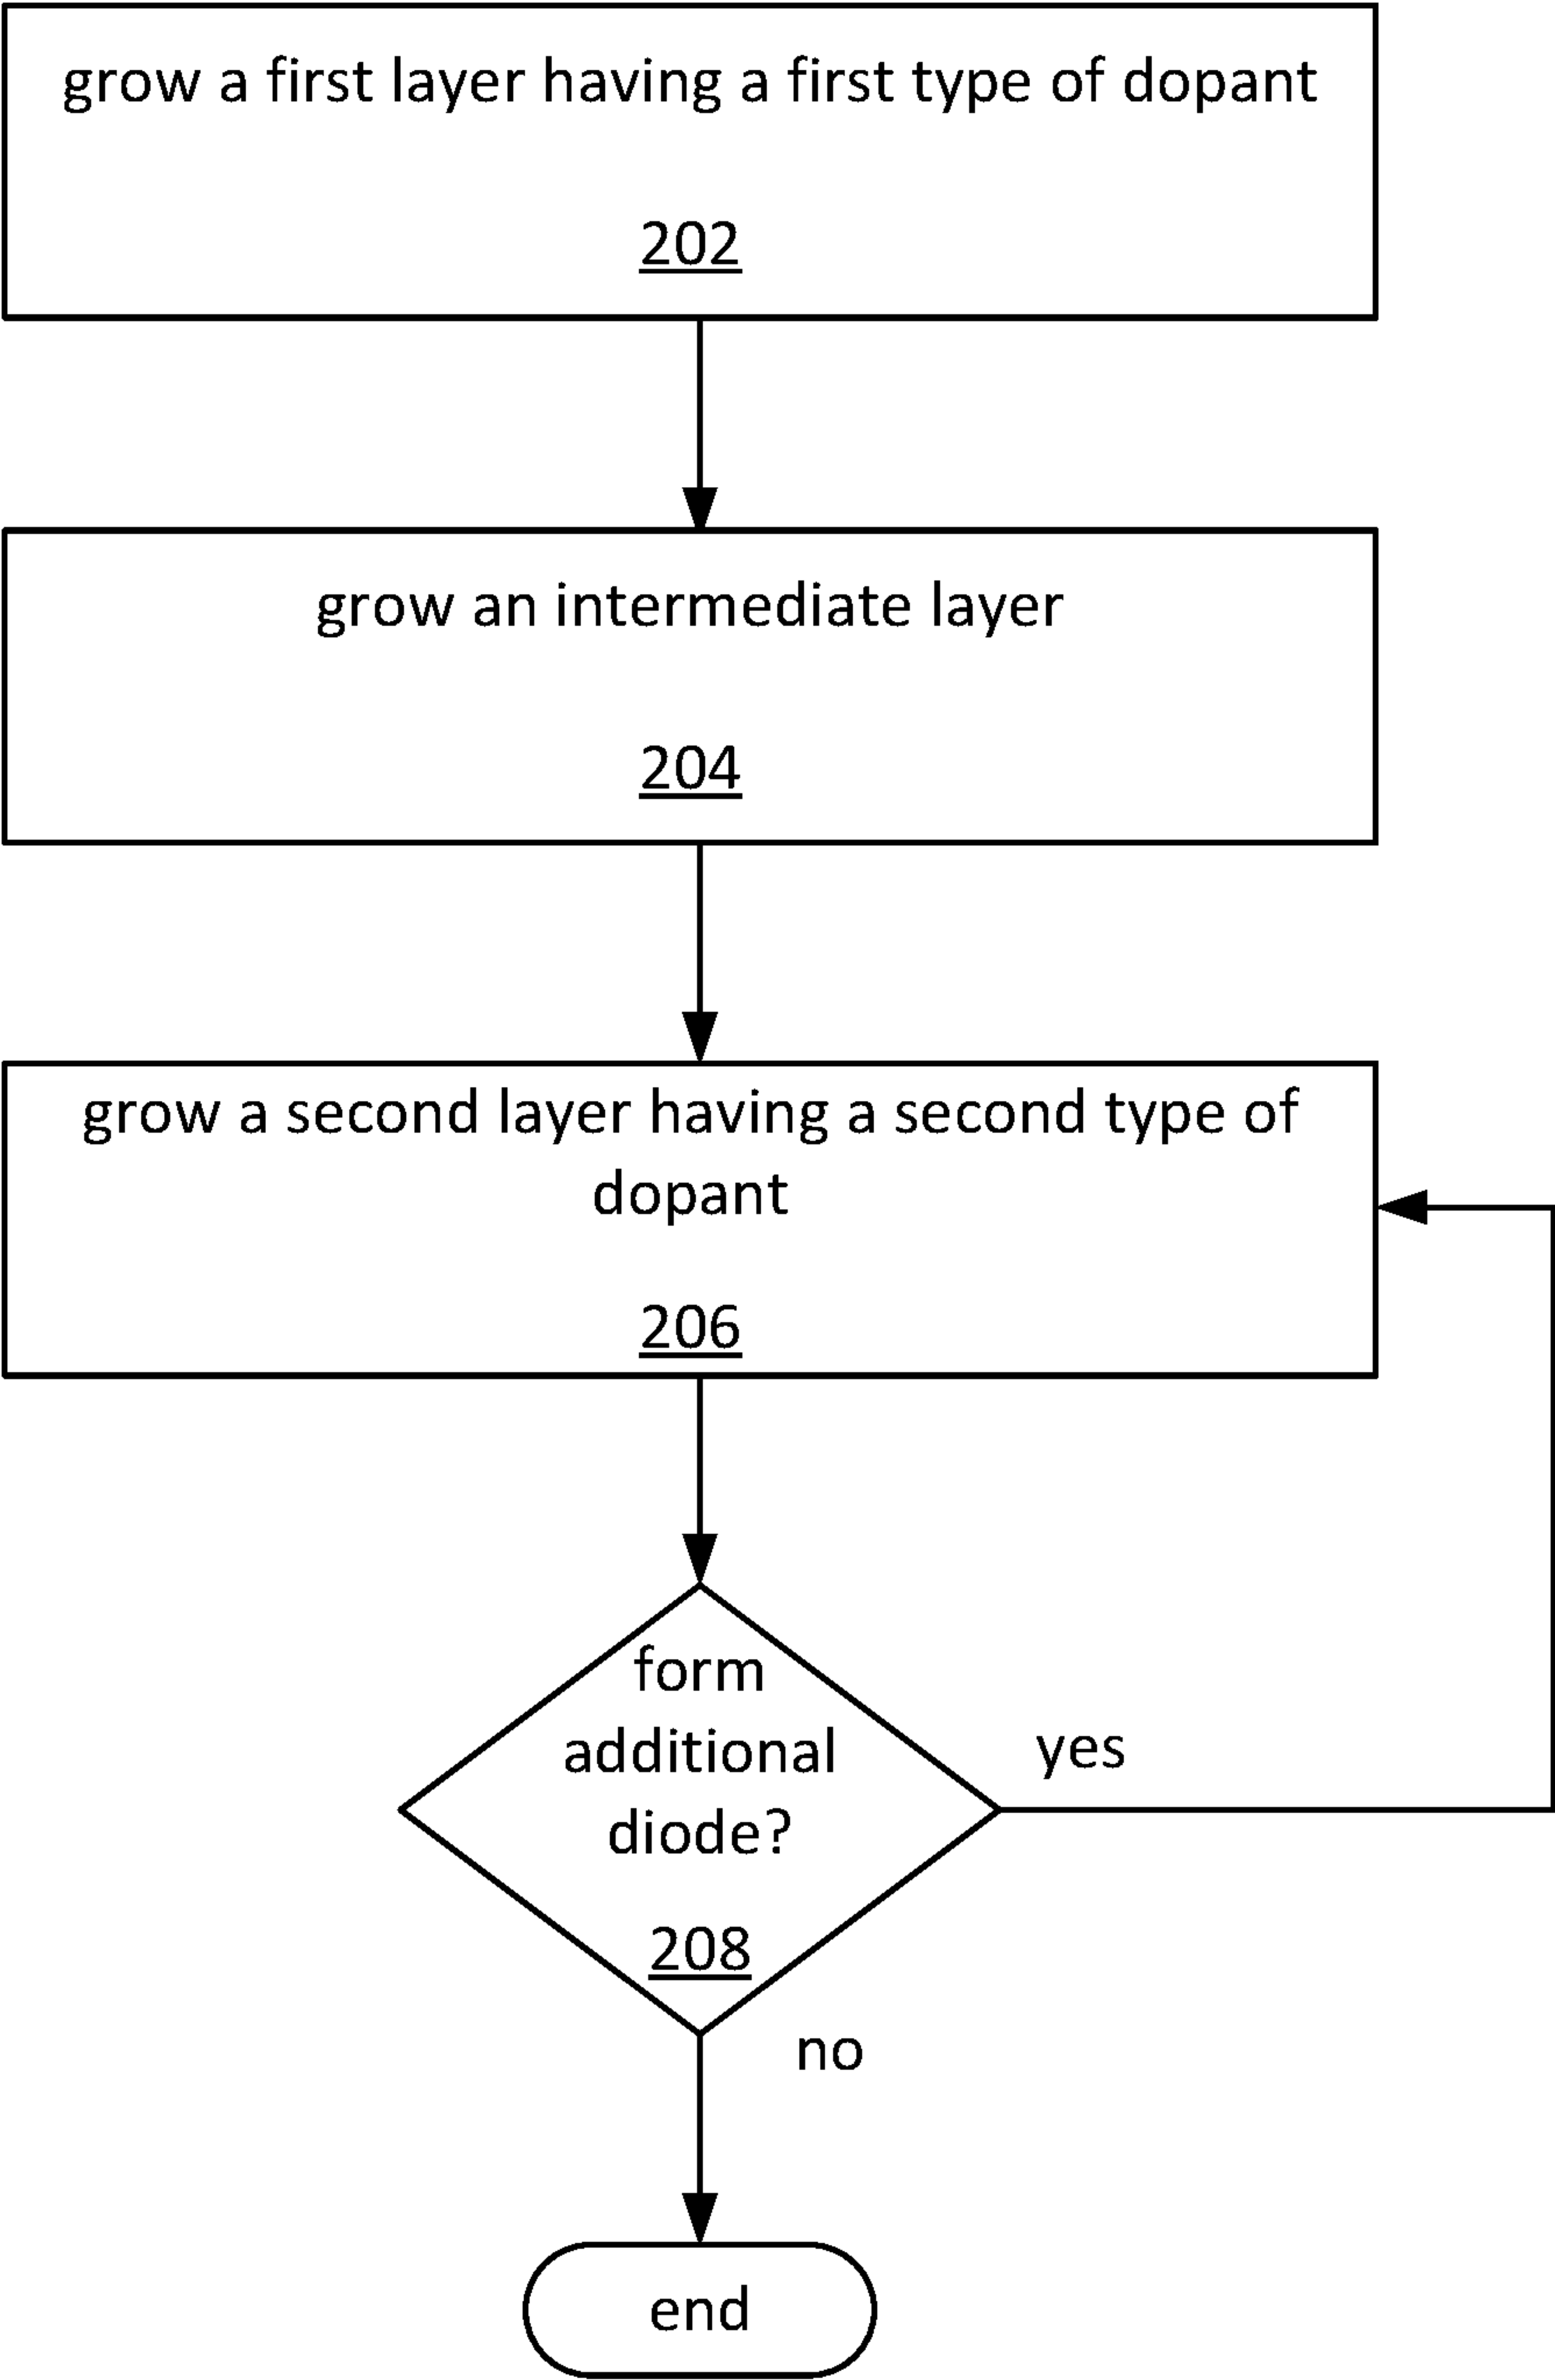 grow a first layer having a first type of dopant
202
grow an intermediate layer
204
grow a second layer having a second type of
dopant
206
form
additional
diode?
208
yes
no
end